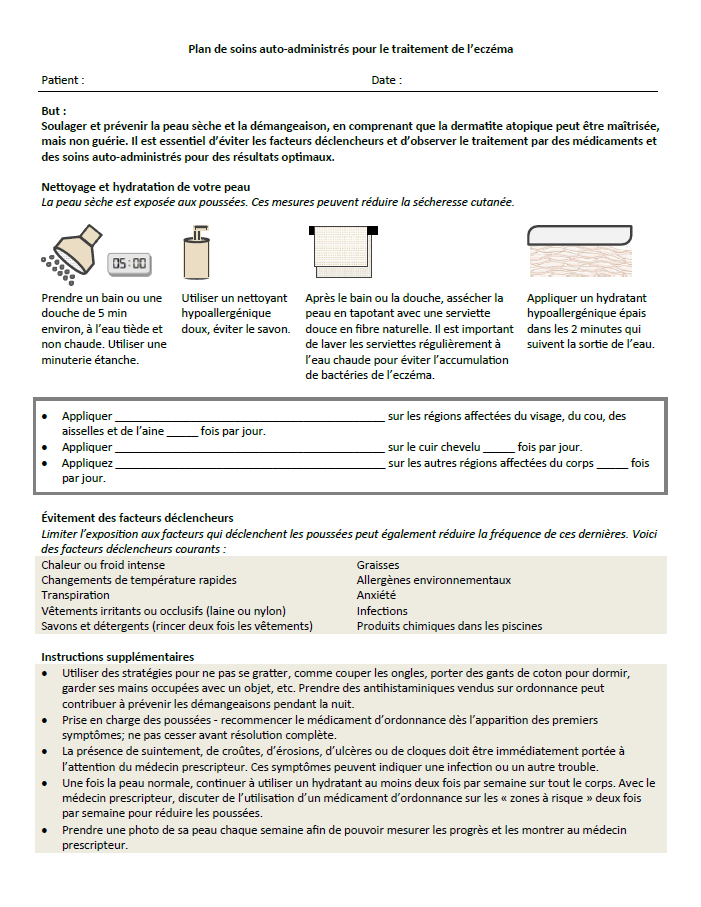 Plan de soins auto-administrés pour le traitement de l'eczéma
Patient : Date :
But :
Soulager et prévenir la peau sèche et la démangeaison, en comprenant que la dermatite atopique peut être maîtrisée,
mais non guérie. Il est essentiel d'éviter les facteurs déclencheurs et d'observer le traitement par des médicaments et
des soins auto-administrés pour des résultats optimaux.
Nettoyage et hydratation de votre peau
La peau sèche est exposée aux poussées. Ces mesures peuvent réduire la sécheresse cutanée.
05:00
Prendre un bain ou une
douche de 5 min
environ, à l'eau tiède et
non chaude. Utiliser une
minuterie étanche.
Utiliser un nettoyant
hypoallergénique
doux, éviter le savon.
Après le bain ou la douche, assécher la
peau en tapotant avec une serviette
douce en fibre naturelle. Il est important
de laver les serviettes régulièrement à
l'eau chaude pour éviter l'accumulation
de bactéries de l'eczéma.
Appliquer un hydratant
hypoallergénique épais
dans les 2 minutes qui
suivent la sortie de l'eau.
• Appliquer ________________ sur les régions affectées du visage, du cou, des
aisselles et de l'aine _____ fois par jour.
• Appliquer ________________ sur le cuir chevelu _____ fois par jour.
• Appliquez ________________ sur les autres régions affectées du corps _____ fois
par jour.
Évitement des facteurs déclencheurs
Limiter l'exposition aux facteurs qui déclenchent les poussées peut également réduire la fréquence de ces dernières. Voici
des facteurs déclencheurs courants :
Chaleur ou froid intense
Changements de température rapides
Transpiration
Vêtements irritants ou occlusifs (laine ou nylon)
Savons et détergents (rincer deux fois les vêtements)
Graisses
Allergènes environnementaux
Anxiété
Infections
Produits chimiques dans les piscines
Instructions supplémentaires
• Utiliser des stratégies pour ne pas se gratter, comme couper les ongles, porter des gants de coton pour dormir,
garder ses mains occupées avec un objet, etc. Prendre des antihistaminiques vendus sur ordonnance peut
contribuer à prévenir les démangeaisons pendant la nuit.
• Prise en charge des poussées - recommencer le médicament d'ordonnance dès l'apparition des premiers
symptômes; ne pas cesser avant résolution complète.
• La présence de suintement, de croûtes, d'érosions, d'ulcères ou de cloques doit être immédiatement portée à
l'attention du médecin prescripteur. Ces symptômes peuvent indiquer une infection ou un autre trouble.
• Une fois la peau normale, continuer à utiliser un hydratant au moins deux fois par semaine sur tout le corps. Avec le
médecin prescripteur, discuter de l'utilisation d'un médicament d'ordonnance sur les « zones à risque » deux fois
par semaine pour réduire les poussées.
• Prendre une photo de sa peau chaque semaine afin de pouvoir mesurer les progrès et les montrer au médecin
prescripteur.